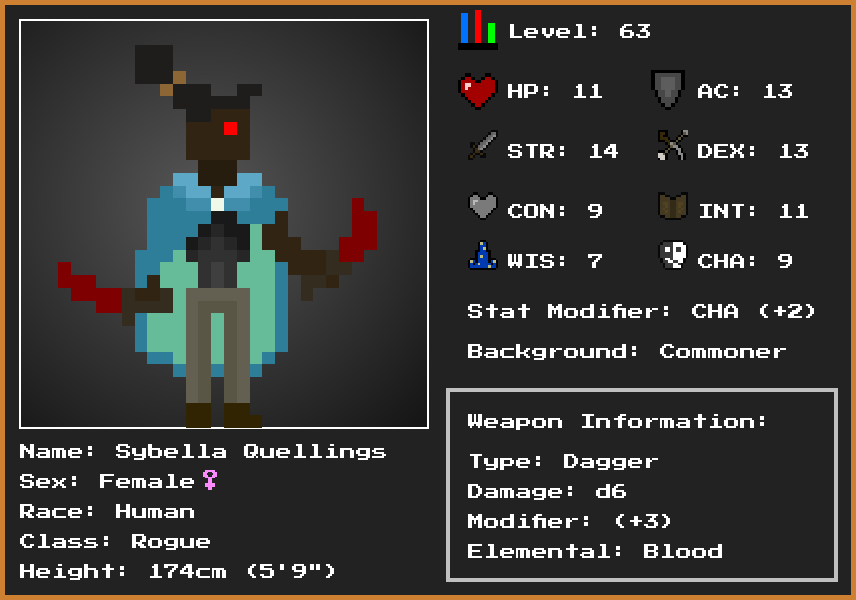 Level: 63
HP: 11
AC: 13
STR: 14
DEX: 13
CON: 9
INT: 11
WIS: 7
CHA: 9
Stat Modifier: CHA (+2)
Background: Commoner
Weapon Information:
Type: Dagger
Damage: d6
Modifier: (+3)
Elemental: Blood
Name: Sybella Quellings
Sex: Female♀
Race: Human
Class: Rogue
Height: 174cm (5'9")